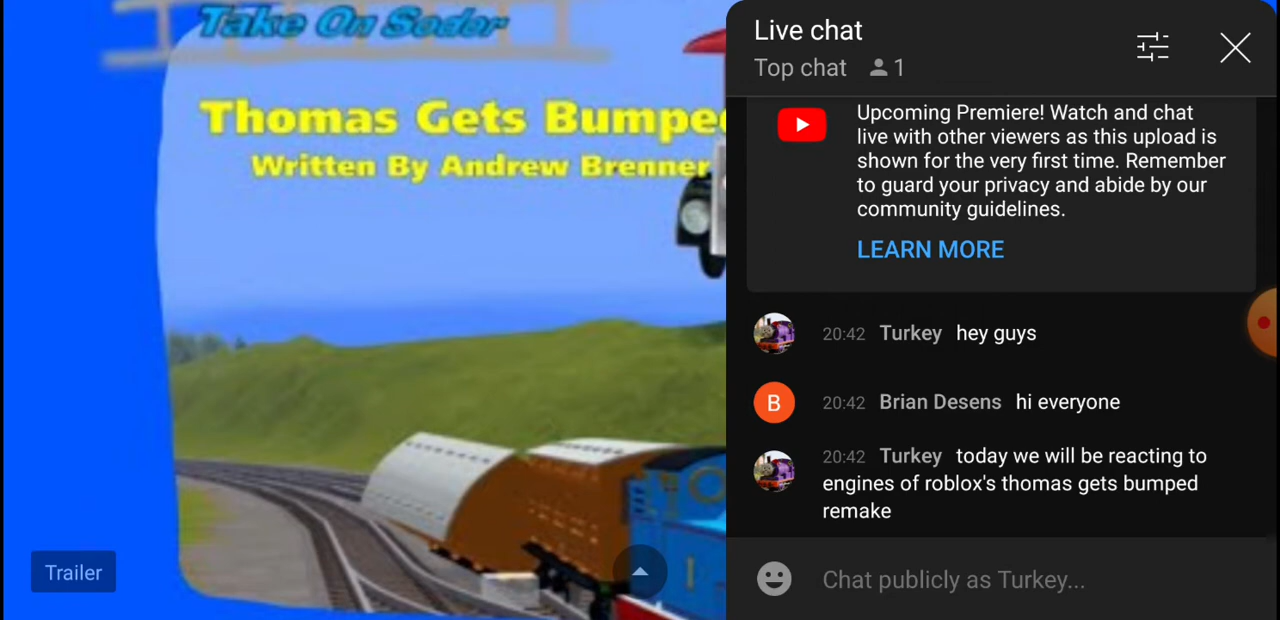 Take On Sodor
Thomas Gets Bumped
Written By Andrew Brenner
1
Trailer
Live chat
Top chat 1
Upcoming Premiere! Watch and chat
live with other viewers as this upload is
shown for the very first time. Remember
to guard your privacy and abide by our
community guidelines.
LEARN MORE
20:42 Turkey hey guys
B
20:42 Brian Desens hi everyone
20:42 Turkey today we will be reacting to
engines of roblox's thomas gets bumped
remake
Chat publicly as Turkey...